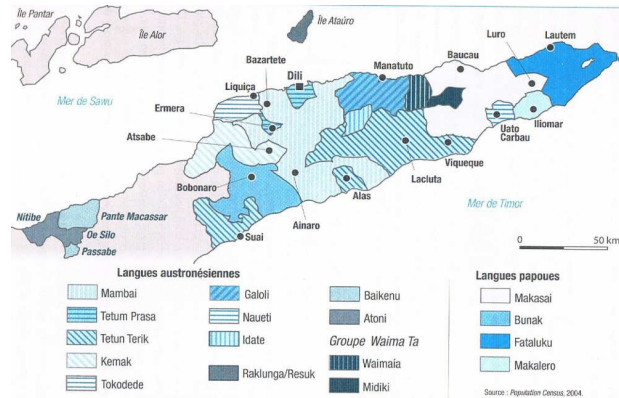 Île Pantar
Île Alor
Île Ataúro
Mer de Sawu
Mer de Timor
Lautem
Luro
Baucau
Manatuto
Dili
Bazartete
Liquiça
Ermera
Atsabe
Bobonaro
Suai
Ainaro
Alas
Lacluta
Viqueque
Uato
Carbau
Iliomar
Nitibe
Pante Macassar
Oe Silo
Passabe
0 50 km
Langues austronésiennes
Mambai
Tetum Prasa
Tetun Terik
Kemak
Tokodede
Galoli
Naueti
Idate
Raklunga/Resuk
Baikenu
Atoni
Groupe Waima Ta
Waimaía
Midiki
Langues papoues
Makasai
Bunak
Fataluku
Makalero
Source : Population Census, 2004.